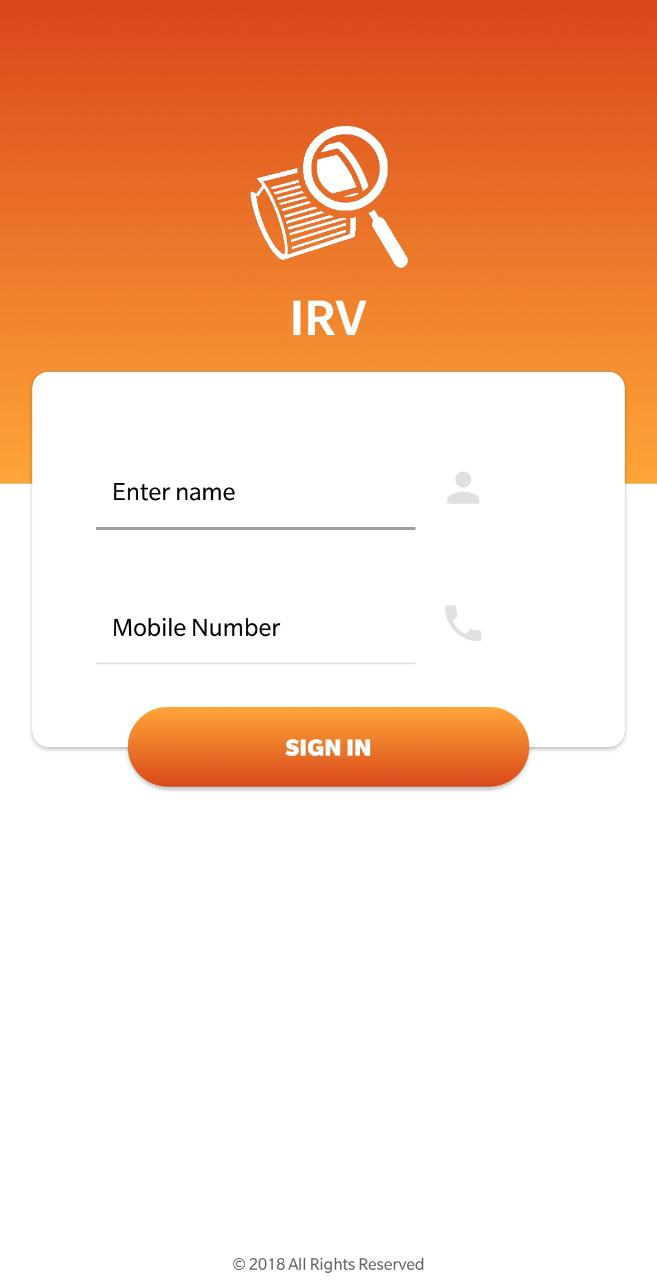 IRV
Enter name
Mobile Number
SIGN IN
© 2018 All Rights Reserved